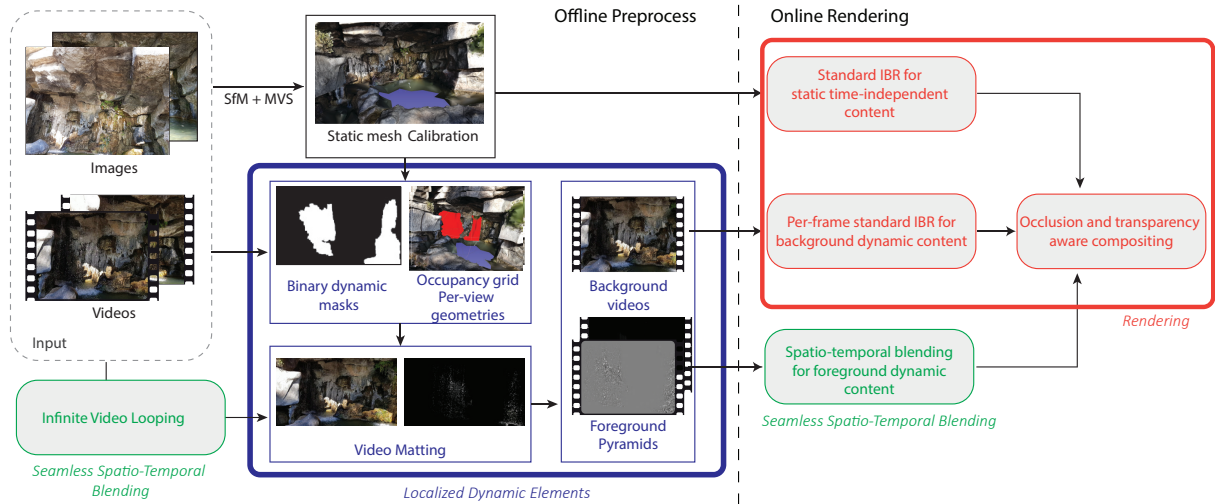 Offline Preprocess
Online Rendering
Images
Videos
Input
SfM + MVS
Static mesh Calibration
Infinite Video Looping
Seamless Spatio-Temporal
Blending
Binary dynamic
masks
Occupancy grid
Per-view
geometries
Video Matting
Background
videos
Foreground
Pyramids
Localized Dynamic Elements
Standard IBR for
static time-independent
content
Per-frame standard IBR for
background dynamic content
Occlusion and transparency
aware compositing
Rendering
Spatio-temporal blending
for foreground dynamic
content
Seamless Spatio-Temporal Blending